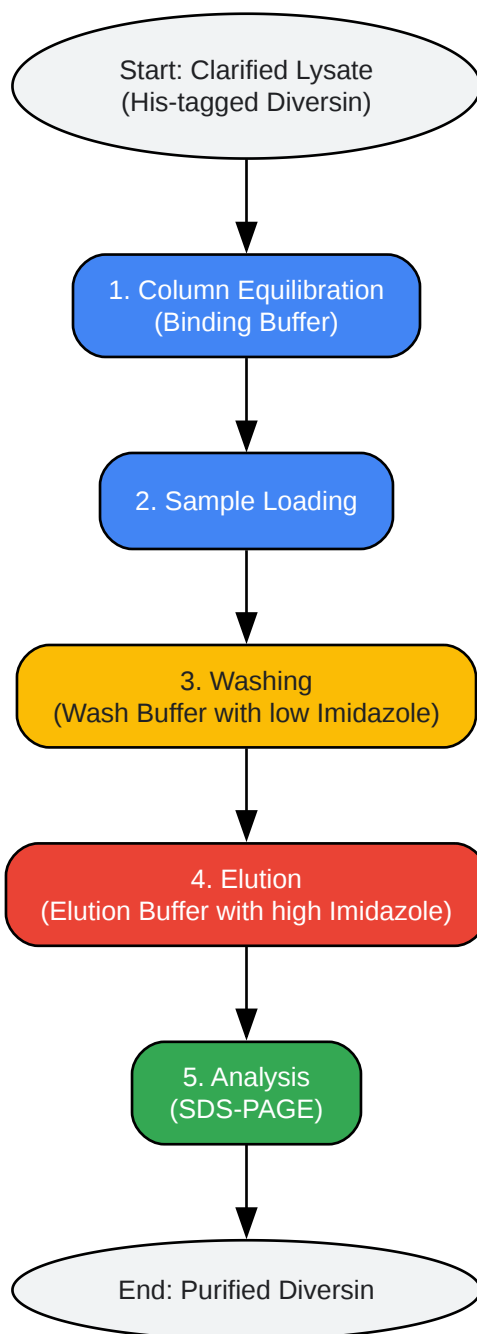 Start: Clarified Lysate
(His-tagged Diversin)
1. Column Equilibration
(Binding Buffer)
2. Sample Loading
3. Washing
(Wash Buffer with low Imidazole)
4. Elution
(Elution Buffer with high Imidazole)
5. Analysis
(SDS-PAGE)
End: Purified Diversin